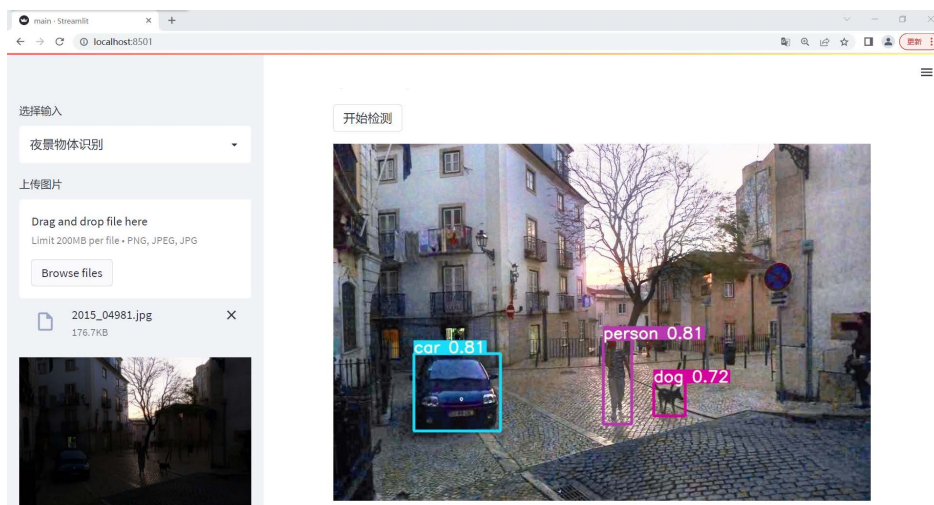 main · Streamlit
localhost:8501
更新
选择输入
夜景物体识别
上传图片
Drag and drop file here
Limit 200MB per file • PNG, JPEG, JPG
Browse files
2015_04981.jpg
176.7KB
开始检测
car 0.81
person 0.81
dog 0.72